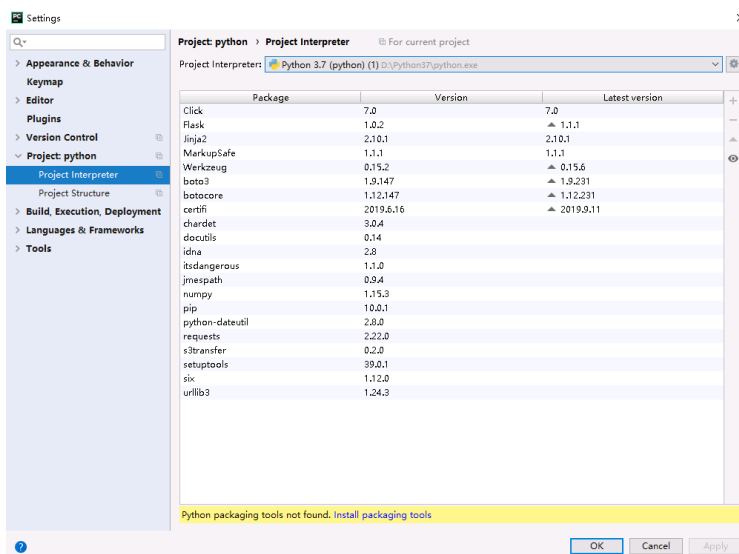 PC Settings
Project: python > Project Interpreter For current project
Appearance & Behavior
Keymap
Editor
Plugins
Version Control
Project: python
Project Interpreter
Project Structure
Build, Execution, Deployment
Languages & Frameworks
Tools
Project Interpreter: Python 3.7 (python) (1) D:\Python37\python.exe
Package Version Latest version
Click 7.0 7.0
Flask 1.0.2 1.1.1
Jinja2 2.10.1 2.10.1
MarkupSafe 1.1.1 1.1.1
Werkzeug 0.15.2 0.15.6
boto3 1.9.147 1.9.231
botocore 1.12.147 1.12.231
certifi 2019.6.16 2019.9.11
chardet 3.0.4
docutils 0.14
idna 2.8
itsdangerous 1.1.0
jmespath 0.9.4
numpy 1.15.3
pip 10.0.1
python-dateutil 2.8.0
requests 2.22.0
s3transfer 0.2.0
setuptools 39.0.1
six 1.12.0
urllib3 1.24.3
Python packaging tools not found. Install packaging tools
? OK Cancel Apply